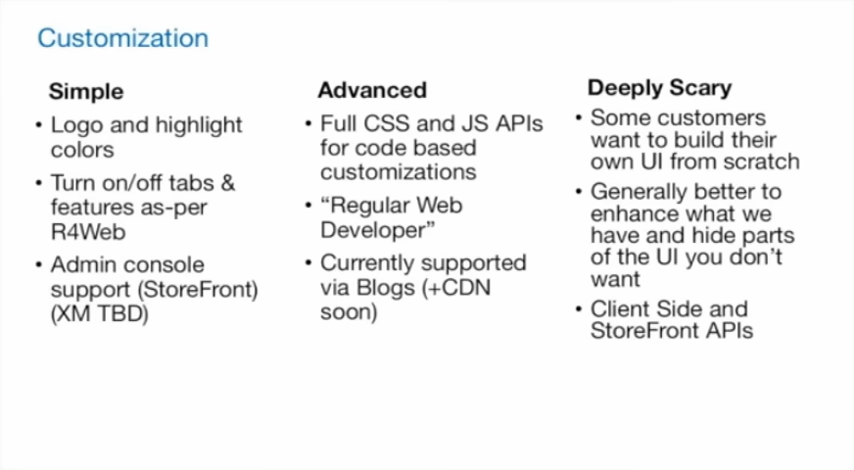 Customization
Simple
• Logo and highlight
colors
• Turn on/off tabs &
features as-per
R4Web
• Admin console
support (StoreFront)
(XM TBD)
Advanced
• Full CSS and JS APIs
for code based
customizations
• “Regular Web
Developer”
• Currently supported
via Blogs (+CDN
soon)
Deeply Scary
• Some customers
want to build their
own UI from scratch
• Generally better to
enhance what we
have and hide parts
of the UI you don’t
want
• Client Side and
StoreFront APIs